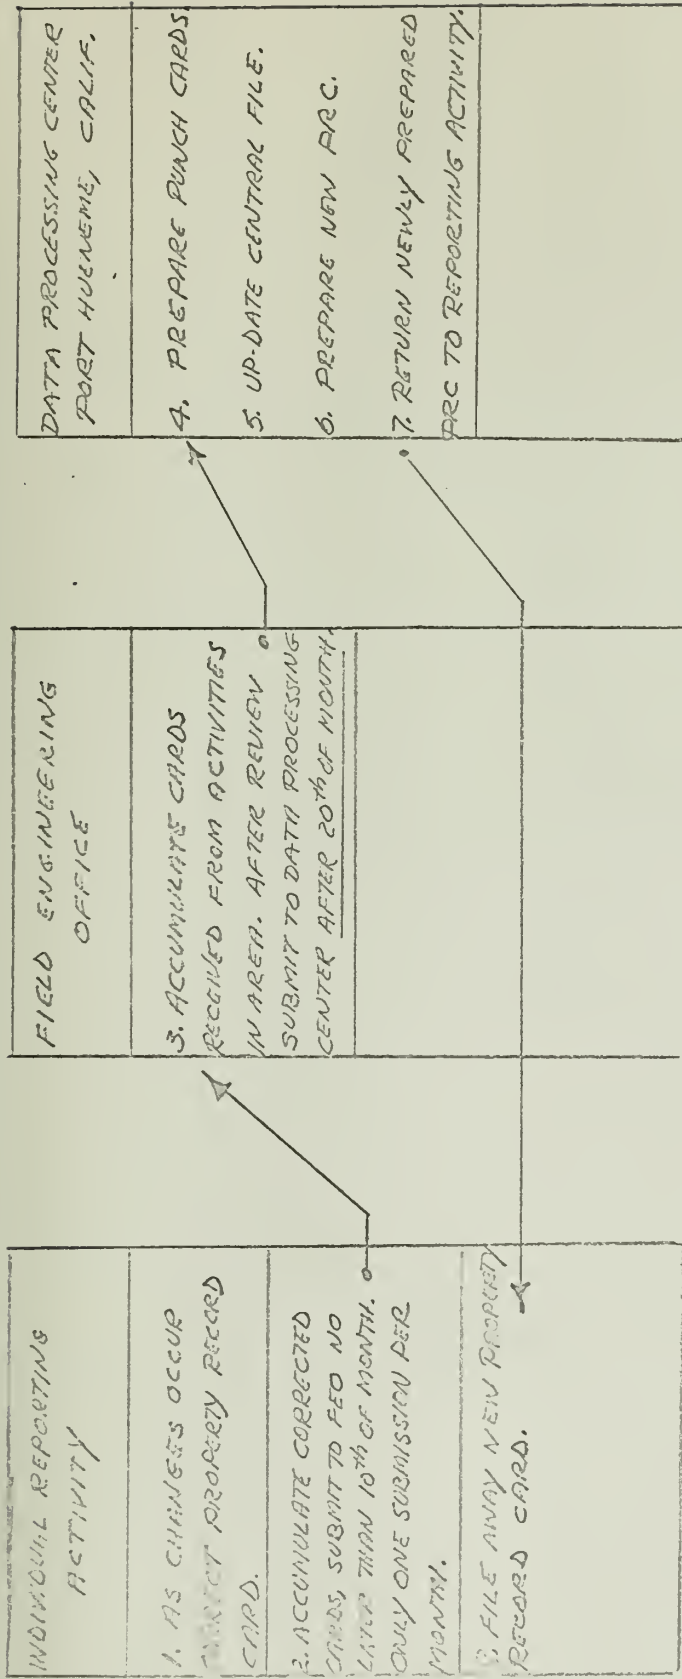 INDIVIDUAL REPORTING
ACTIVITY
1. AS CHANGES OCCUR
CORRECT PROPERTY RECORD
CARD.
2. ACCUMULATE CORRECTED
CARDS, SUBMIT TO FEO NO
LATER THAN 10th OF MONTH.
ONLY ONE SUBMISSION PER
MONTH.
FILE AWAY NEW PROPERTY
RECORD CARD.
FIELD ENGINEERING
OFFICE
3. ACCUMULATE CARDS
RECEIVED FROM ACTIVITIES
IN AREA. AFTER REVIEW
SUBMIT TO DATA PROCESSING
CENTER AFTER 20th OF MONTH.
DATA PROCESSING CENTER
PORT HUENEME, CALIF.
4. PREPARE PUNCH CARDS
5. UP-DATE CENTRAL FILE.
6. PREPARE NEW PRC.
7. RETURN NEWLY PREPARED
PRC TO REPORTING ACTIVITY.